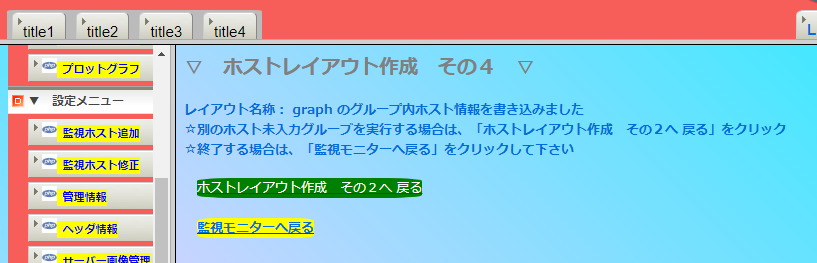 title1 title2 title3 title4 L
プロットグラフ
▼ 設定メニュー
監視ホスト追加
監視ホスト修正
管理情報
ヘッダ情報
サーバー画像管理
▽ ホストレイアウト作成 その４ ▽
レイアウト名称： graph のグループ内ホスト情報を書き込みました
☆別のホスト未入力グループを実行する場合は、「ホストレイアウト作成 その２へ 戻る」をクリック
☆終了する場合は、「監視モニターへ戻る」をクリックして下さい
ホストレイアウト作成 その２へ 戻る
監視モニターへ戻る